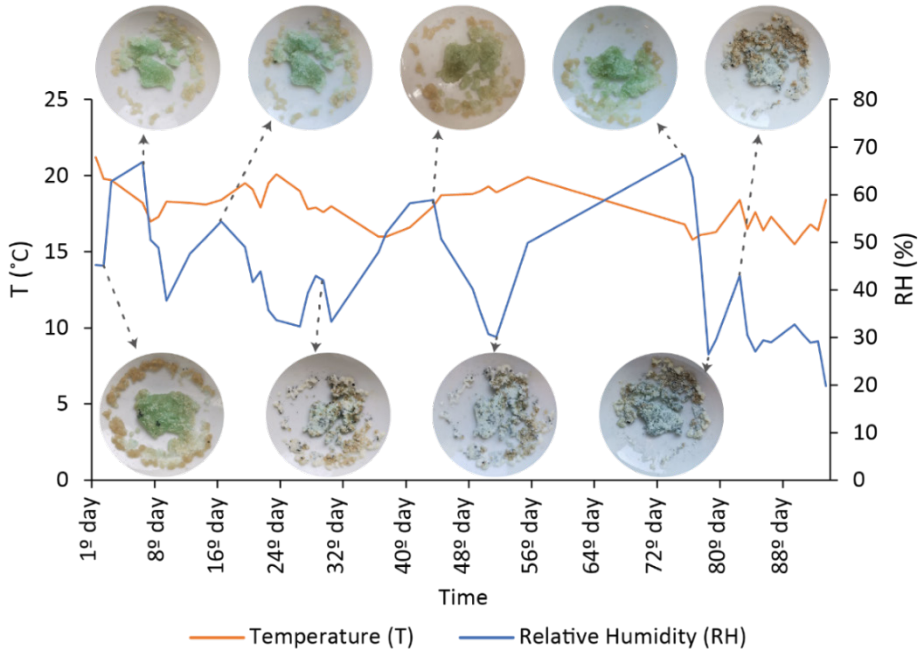 25
20
15
10
5
0
T (°C)
80
70
60
50
40
30
20
10
0
RH (%)
1º day
8º day
16º day
24º day
32º day
40º day
48º day
56º day
64º day
72º day
80º day
88º day
Time
Temperature (T)
Relative Humidity (RH)